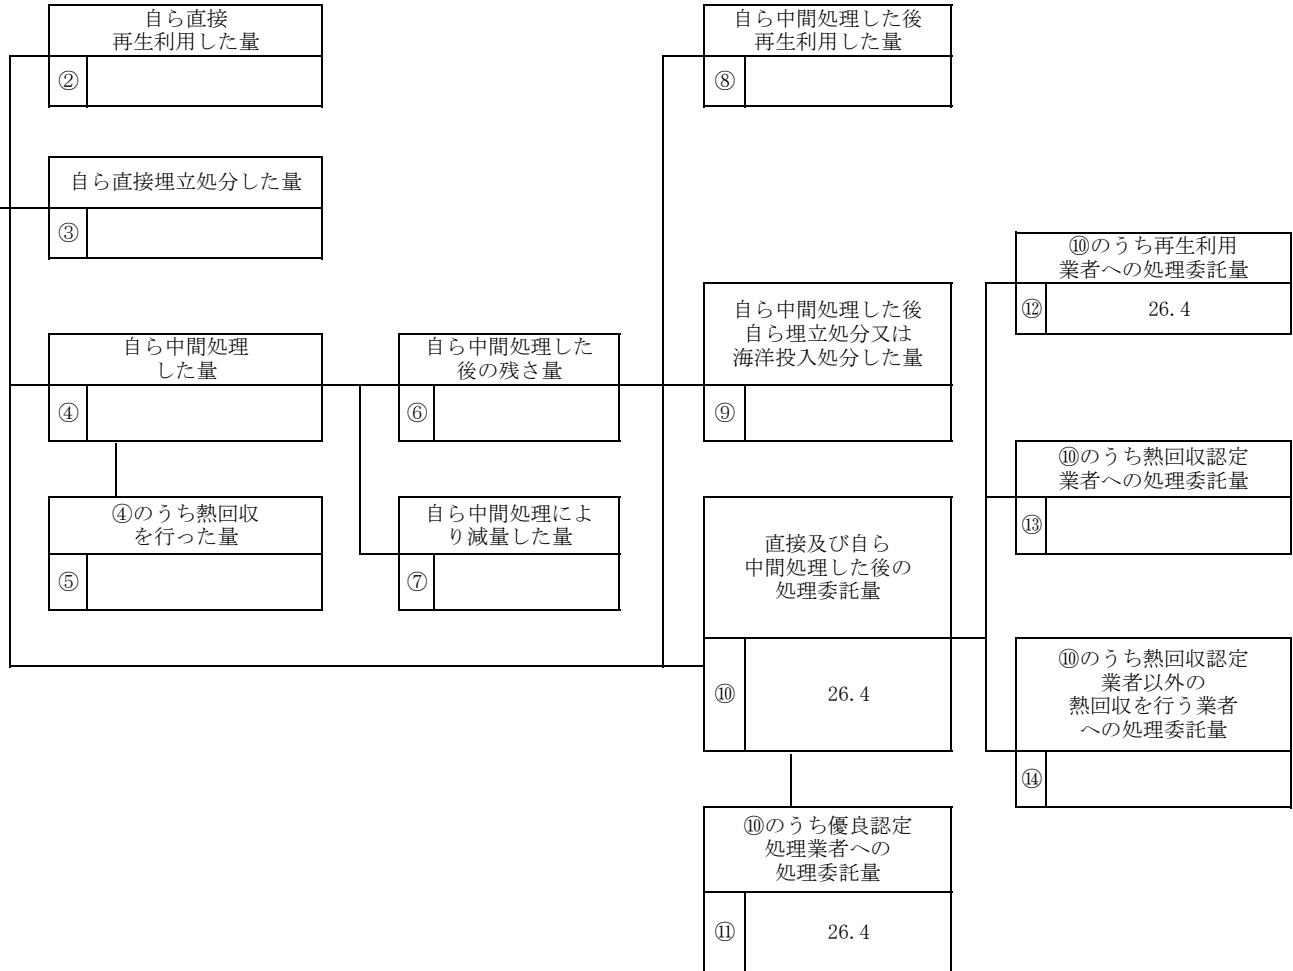 自ら直接
再生利用した量
②
自ら直接埋立処分した量
③
自ら中間処理
した量
④
④のうち熱回収
を行った量
⑤
自ら中間処理した
後の残さ量
⑥
自ら中間処理によ
り減量した量
⑦
自ら中間処理した後
再生利用した量
⑧
自ら中間処理した後
自ら埋立処分又は
海洋投入処分した量
⑨
直接及び自ら
中間処理した後の
処理委託量
⑩ 26.4
⑩のうち優良認定
処理業者への
処理委託量
⑪ 26.4
⑩のうち再生利用
業者への処理委託量
⑫ 26.4
⑩のうち熱回収認定
業者への処理委託量
⑬
⑩のうち熱回収認定
業者以外の
熱回収を行う業者
への処理委託量
⑭